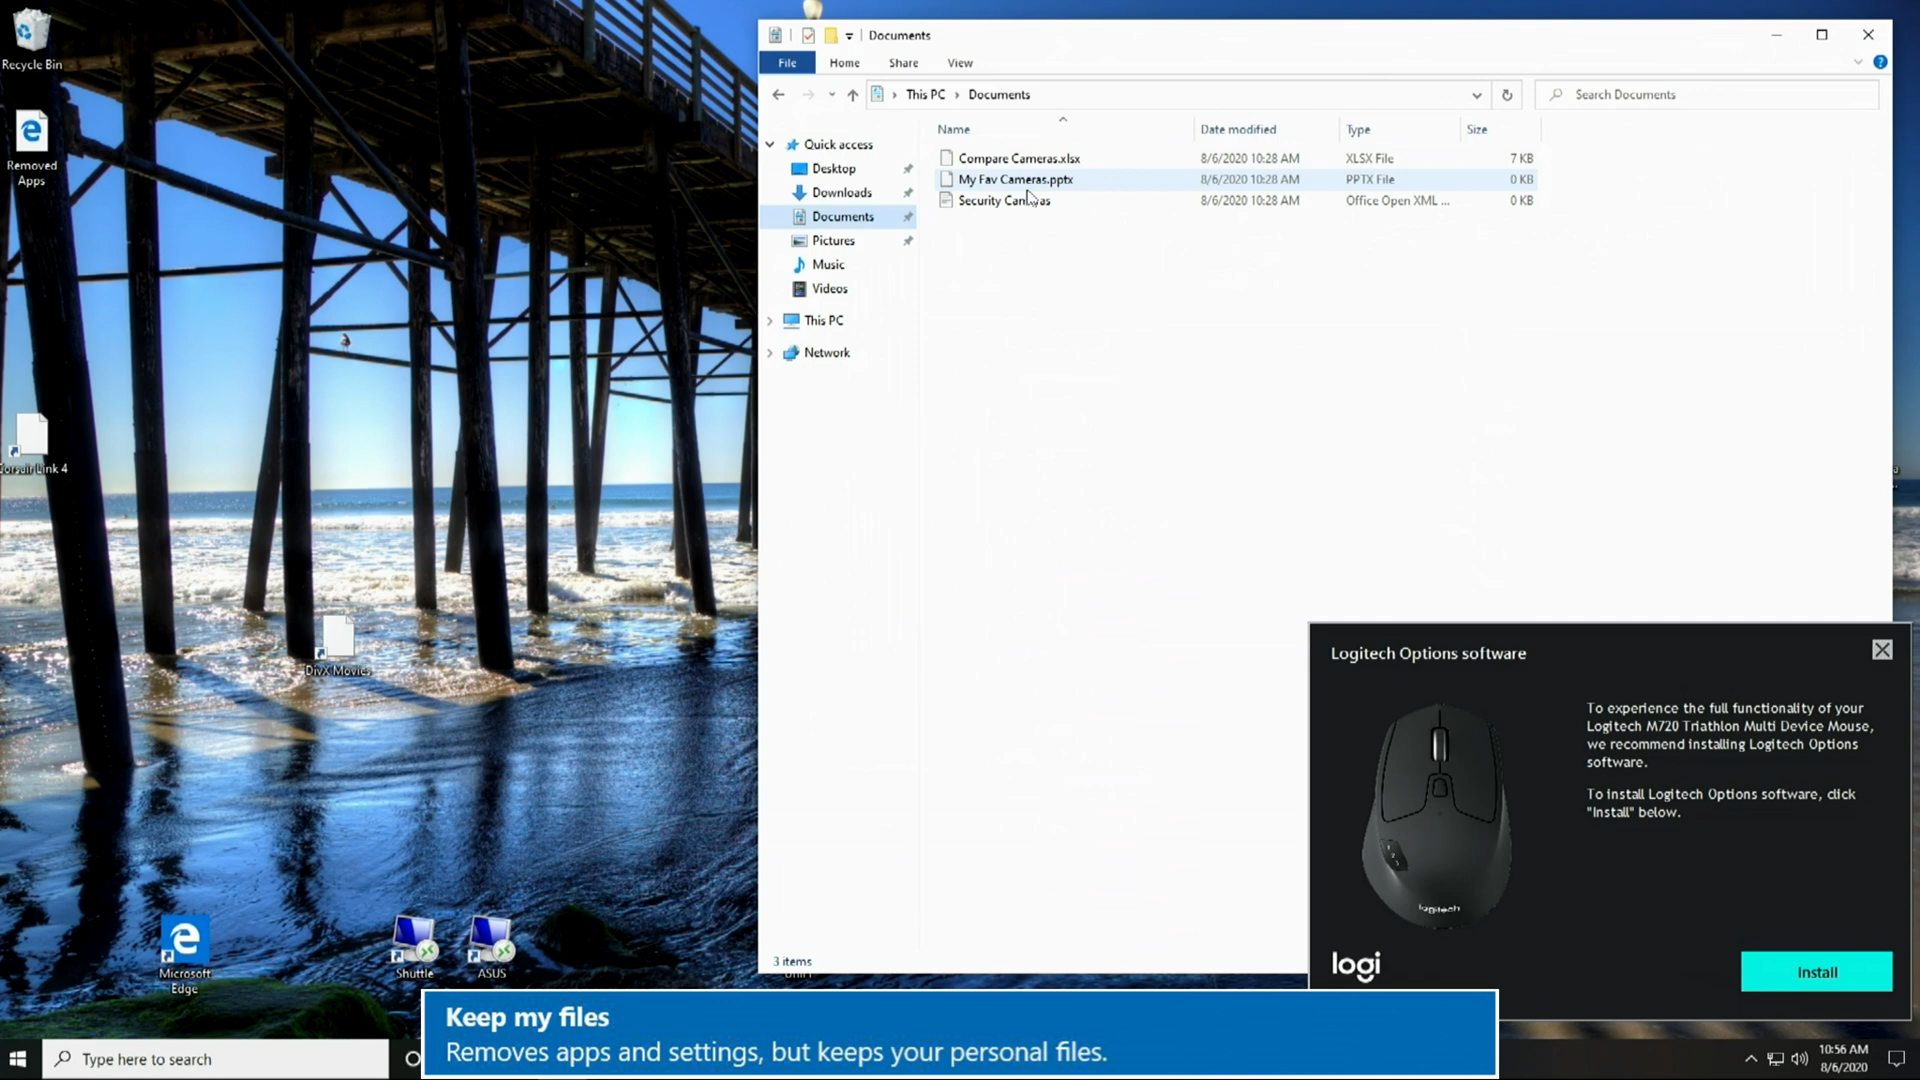 Recycle Bin
Removed
Apps
Link 4
DivX Movies
Microsoft
Edge
Shuttle
ASUS
Documents
File
Home
Share
View
This PC
Documents
Search Documents
Name
Date modified
Type
Size
Quick access
Desktop
Downloads
Documents
Pictures
Music
Videos
This PC
Network
Compare Cameras.xlsx 8/6/2020 10:28 AM XLSX File 7 KB
My Fav Cameras.pptx 8/6/2020 10:28 AM PPTX File 0 KB
Security Cameras 8/6/2020 10:28 AM Office Open XML ... 0 KB
3 items
Logitech Options software
To experience the full functionality of your
Logitech M720 Triathlon Multi Device Mouse,
we recommend installing Logitech Options
software.
To install Logitech Options software, click
"Install" below.
logitech
logi
Install
Keep my files
Removes apps and settings, but keeps your personal files.
Type here to search
10:56 AM
8/6/2020